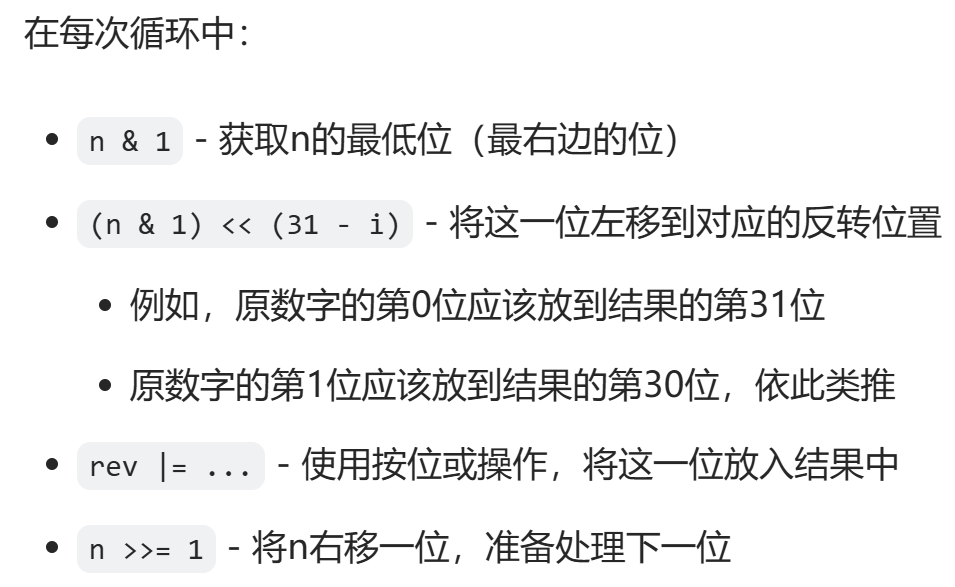 在每次循环中：
• n & 1 - 获取n的最低位（最右边的位）
• (n & 1) << (31 - i) - 将这一位左移到对应的反转位置
• 例如，原数字的第0位应该放到结果的第31位
• 原数字的第1位应该放到结果的第30位，依此类推
• rev |= ... - 使用按位或操作，将这一位放入结果中
• n >>= 1 - 将n右移一位，准备处理下一位